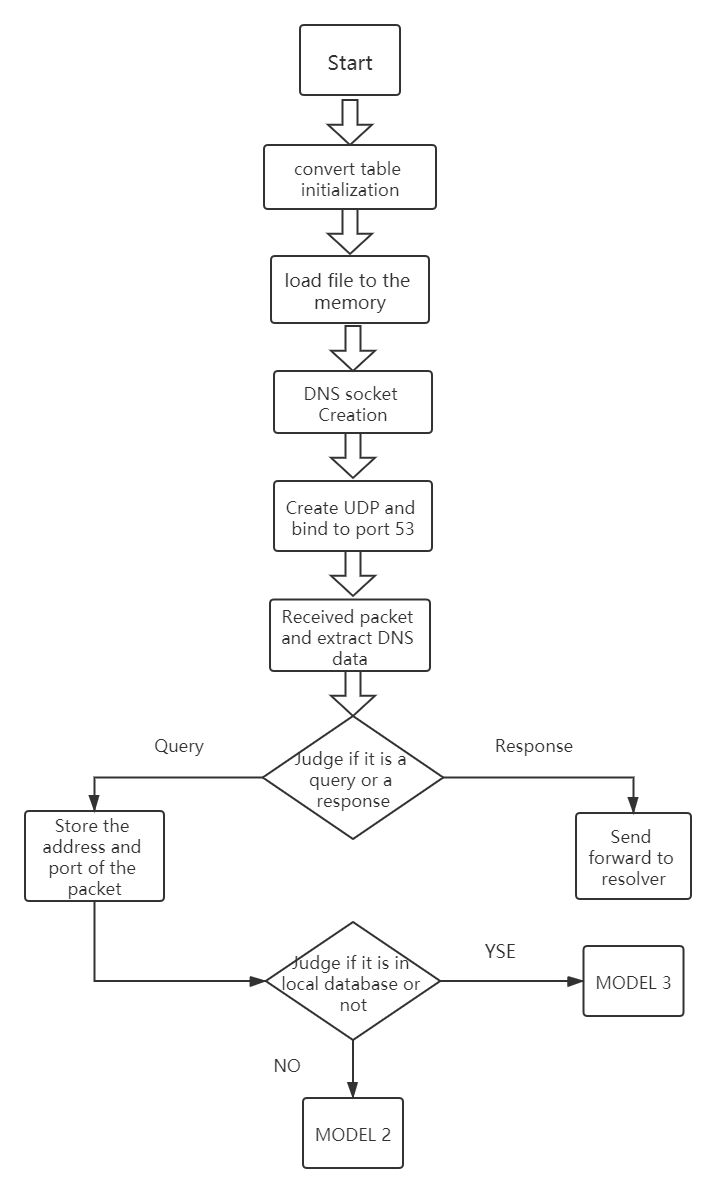 Start
convert table
initialization
load file to the
memory
DNS socket
Creation
Create UDP and
bind to port 53
Received packet
and extract DNS
data
Query
Judge if it is a
query or a
response
Response
Store the
address and
port of the
packet
Send
forward to
resolver
Judge if it is in
local database or
not
YSE
MODEL 3
NO
MODEL 2